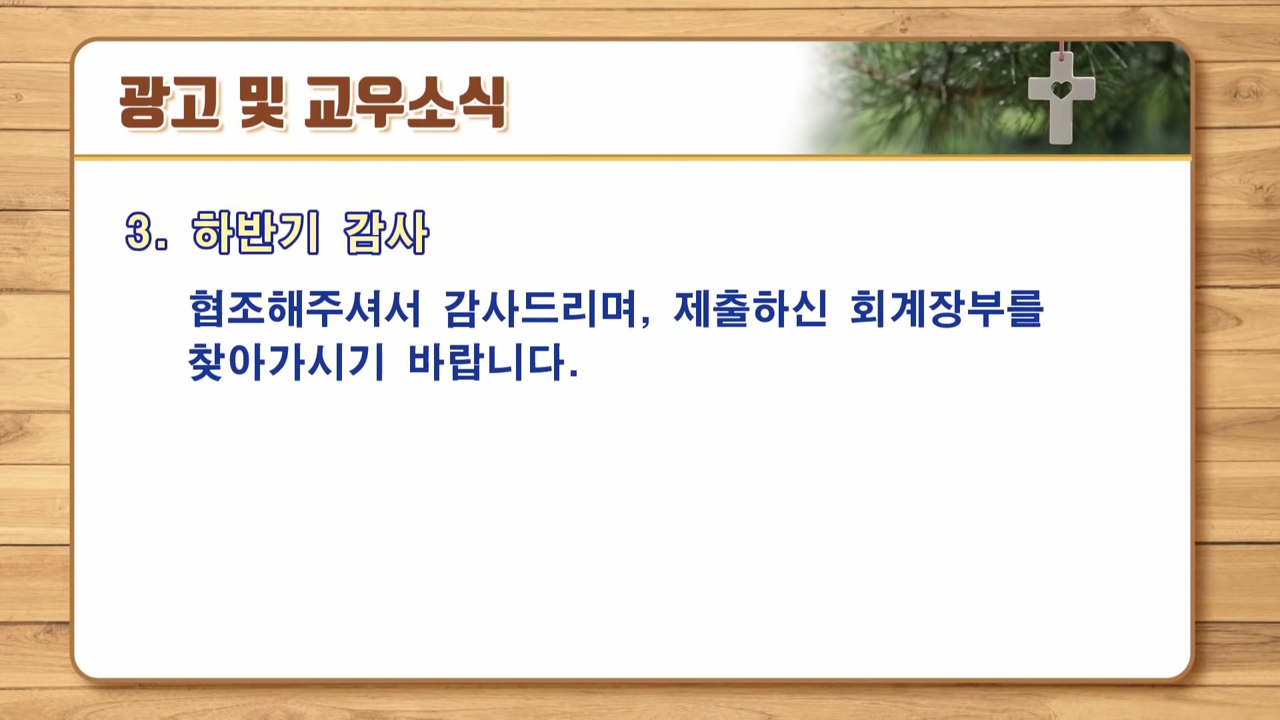 광고 및 교우소식
3. 하반기 감사
협조해주셔서 감사드리며, 제출하신 회계장부를
찾아가시기 바랍니다.